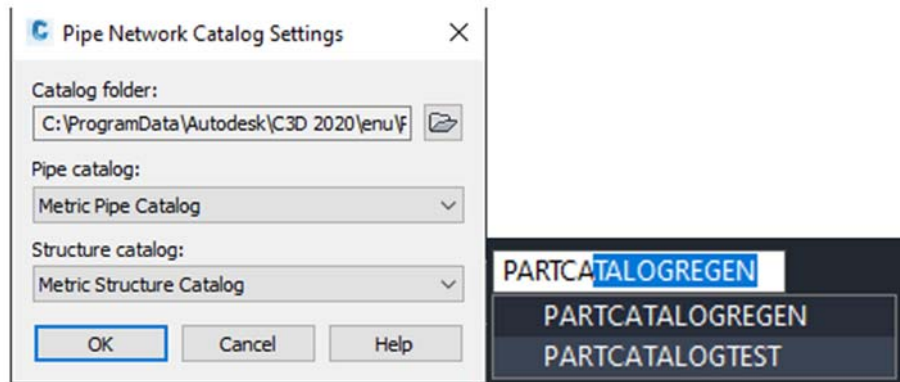 Pipe Network Catalog Settings
Catalog folder:
C:\ProgramData\Autodesk\C3D 2020\enu\
Pipe catalog:
Metric Pipe Catalog
Structure catalog:
Metric Structure Catalog
OK Cancel Help
PARTCATALOGREGEN
PARTCATALOGREGEN
PARTCATALOGTEST